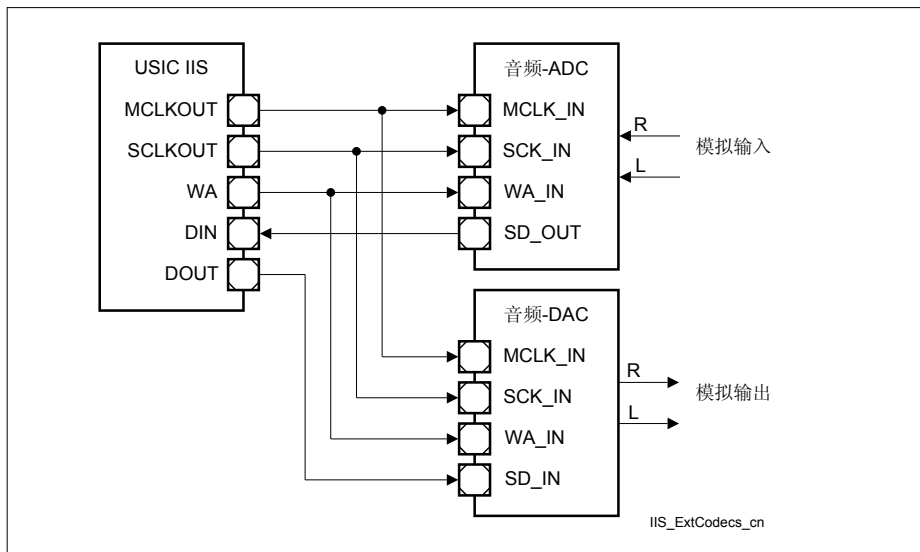 USIC IIS
MCLKOUT
SCLKOUT
WA
DIN
DOUT
音频-ADC
MCLK_IN
SCK_IN
WA_IN
SD_OUT
R
L
模拟输入
音频-DAC
MCLK_IN
SCK_IN
WA_IN
SD_IN
R
L
模拟输出
IIS_ExtCodecs_cn